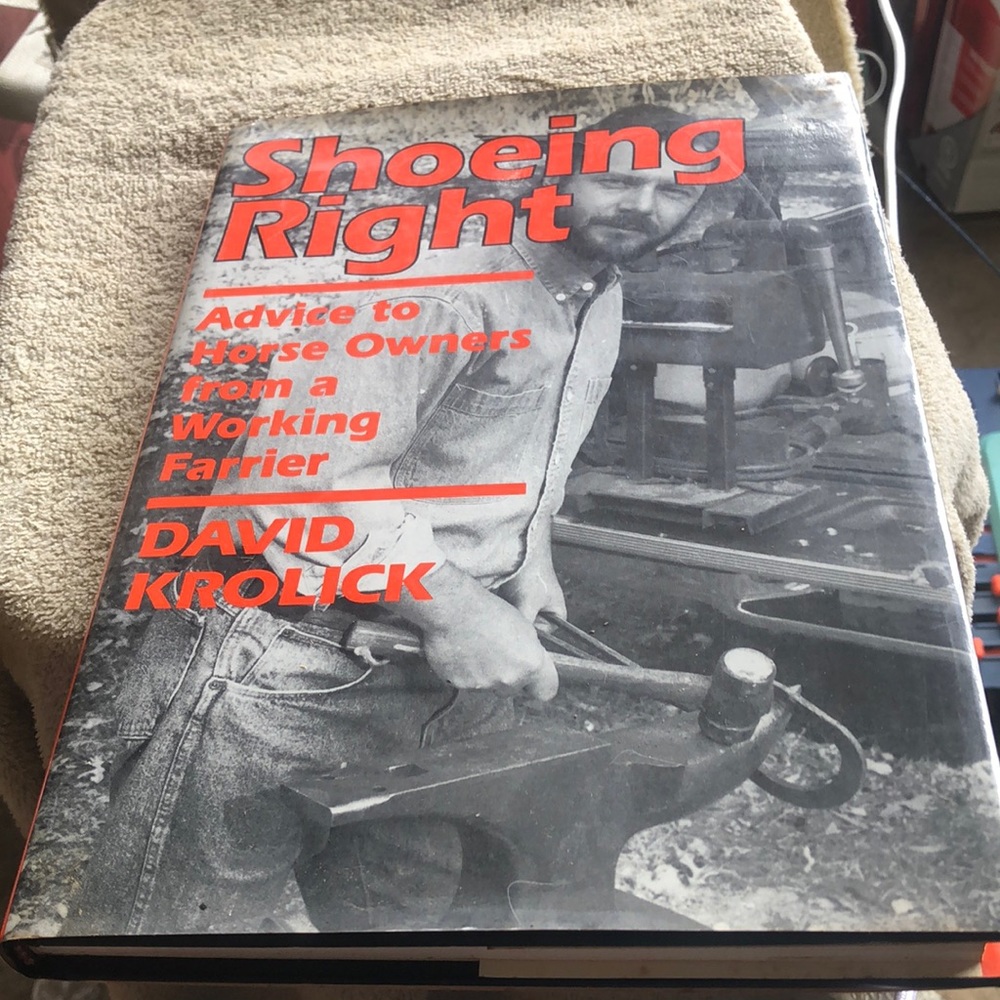 Shoeing
Right
Advice to
Horse Owners
from a
Working
Farrier
DAVID
KROLICK